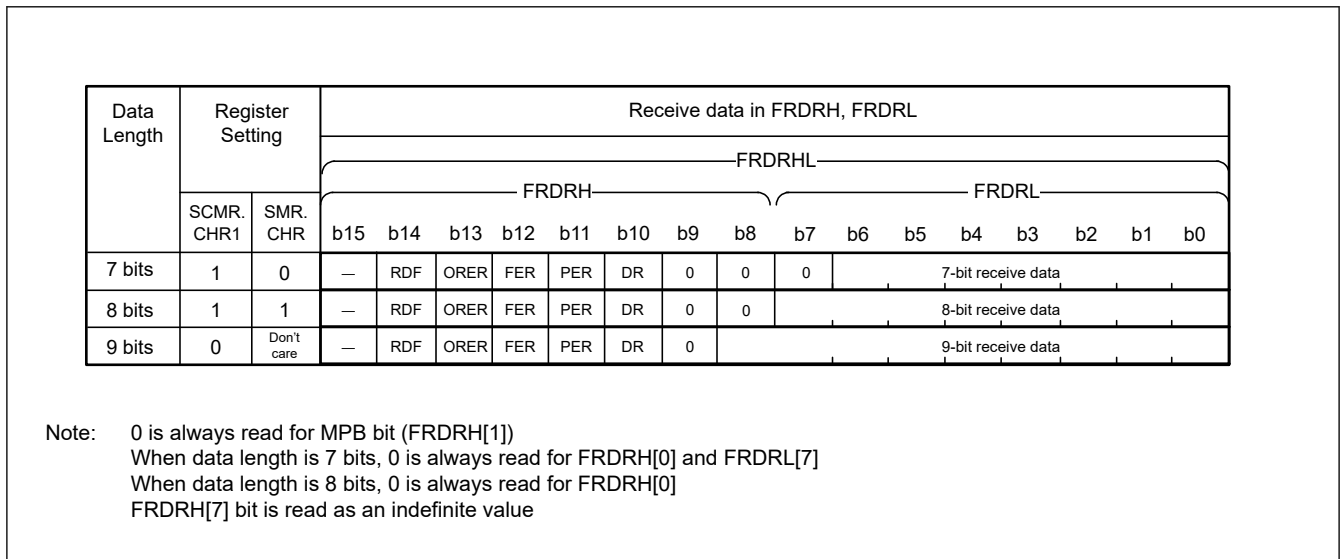 Data Length Register Setting Receive data in FRDRH, FRDRL
FRDRHL
FRDRH FRDRL
SCMR. CHR1 SMR. CHR b15 b14 b13 b12 b11 b10 b9 b8 b7 b6 b5 b4 b3 b2 b1 b0
7 bits 1 0 — RDF ORER FER PER DR 0 0 0 7-bit receive data
8 bits 1 1 — RDF ORER FER PER DR 0 0 8-bit receive data
9 bits 0 Don't care — RDF ORER FER PER DR 0 9-bit receive data
Note: 0 is always read for MPB bit (FRDRH[1])
When data length is 7 bits, 0 is always read for FRDRH[0] and FRDRL[7]
When data length is 8 bits, 0 is always read for FRDRH[0]
FRDRH[7] bit is read as an indefinite value